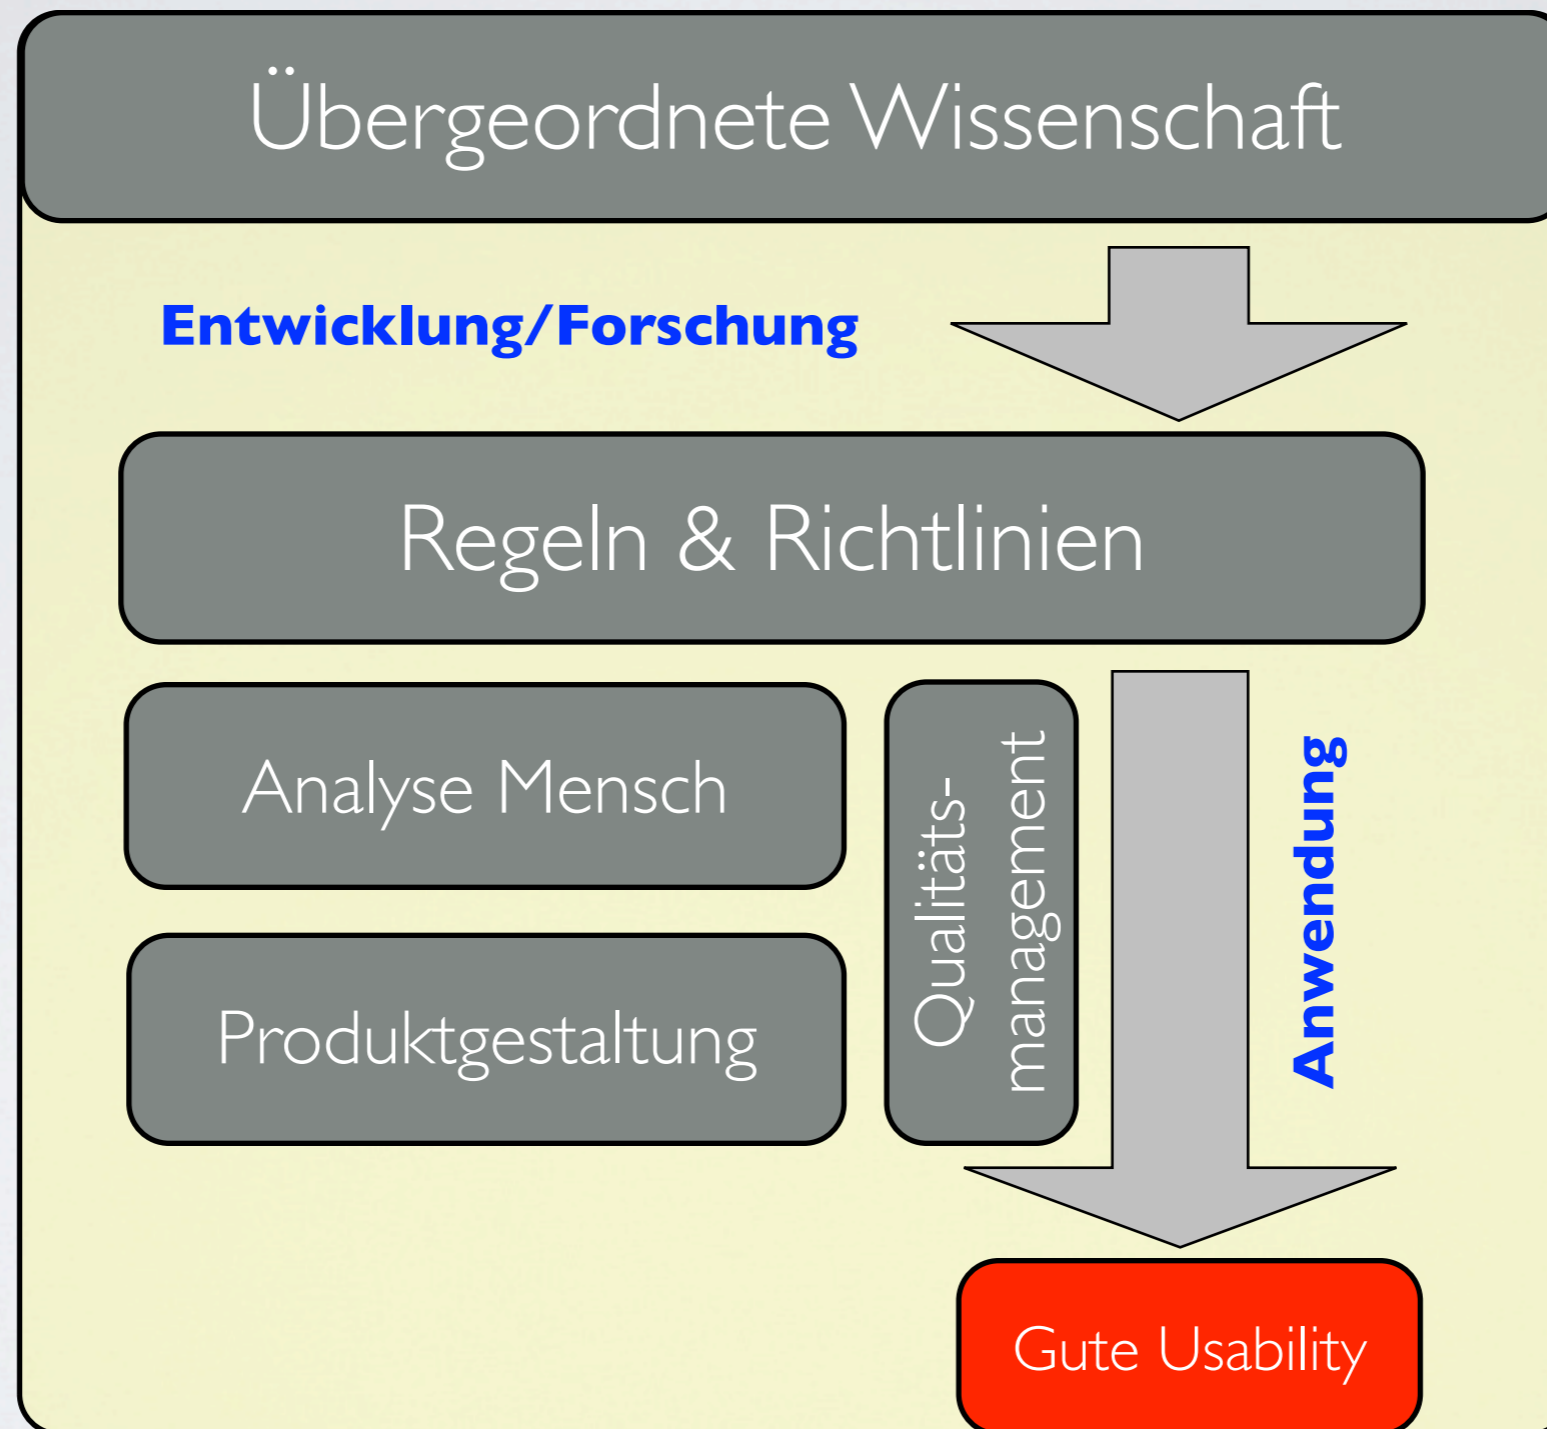 Übergeordnete Wissenschaft
Entwicklung/Forschung
Regeln & Richtlinien
Analyse Mensch
Produktgestaltung
Qualitäts-
management
Anwendung
Gute Usability